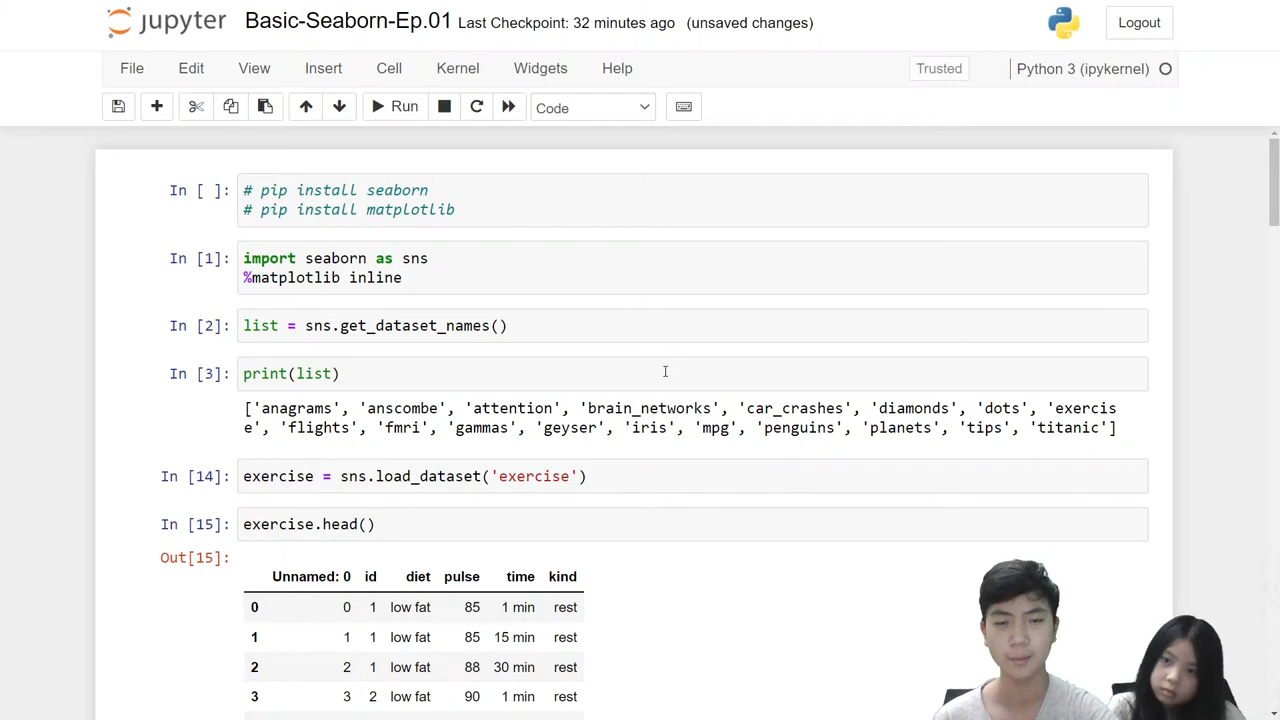 jupyter Basic-Seaborn-Ep.01 Last Checkpoint: 32 minutes ago (unsaved changes) Logout
File Edit View Insert Cell Kernel Widgets Help Trusted Python 3 (ipykernel)
Run Code
In [ ]: # pip install seaborn
# pip install matplotlib
In [1]: import seaborn as sns
%matplotlib inline
In [2]: list = sns.get_dataset_names()
In [3]: print(list)
['anagrams', 'anscombe', 'attention', 'brain_networks', 'car_crashes', 'diamonds', 'dots', 'exercis
e', 'flights', 'fmri', 'gammas', 'geyser', 'iris', 'mpg', 'penguins', 'planets', 'tips', 'titanic']
In [14]: exercise = sns.load_dataset('exercise')
In [15]: exercise.head()
Out[15]:
Unnamed: 0 id diet pulse time kind
0 0 1 low fat 85 1 min rest
1 1 1 low fat 85 15 min rest
2 2 1 low fat 88 30 min rest
3 3 2 low fat 90 1 min rest